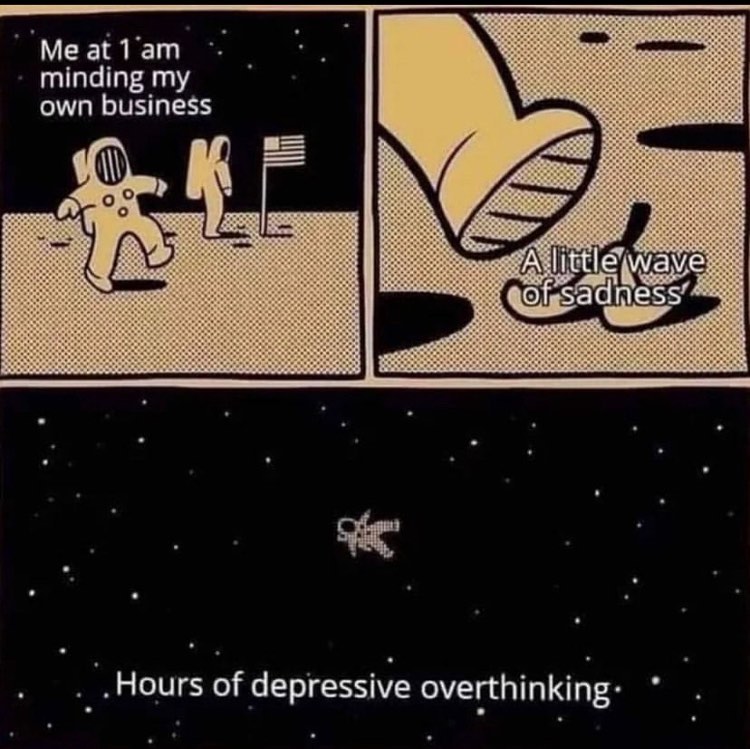 Me at 1 am
minding my
own business
A little wave
of sadness
Hours of depressive overthinking